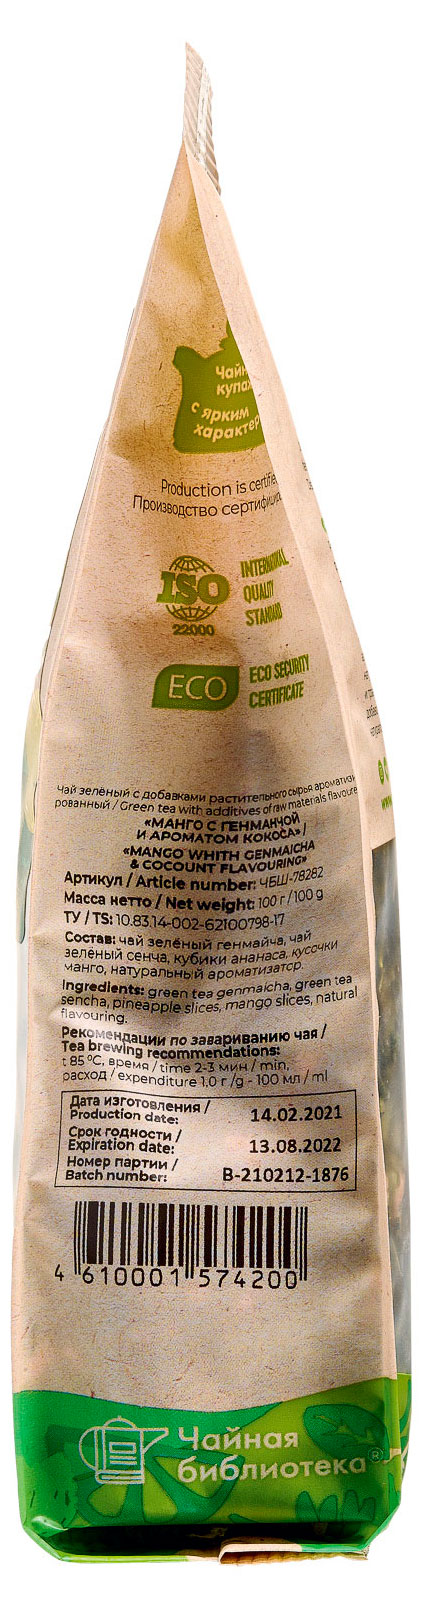 купаж
с ярким
Production is
Производство
ISO
22000
INTERNATIONAL
QUALITY
STANDARD
ECO
ECO SECURITY
CERTIFICATE
Чай зелёный с добавками растительного сырья ароматизи-
рованный / Green tea with additives of raw materials flavoured
«МАНГО С ГЕНМАЙЧОЙ
И АРОМАТОМ КОКОСА» /
«MANGO WHITH GENMAICHA
& COCOUNT FLAVOURING»
Артикул / Article number: ЧБШ-78282
Масса нетто / Net weight: 100 г / 100 g
ТУ / TS: 10.83.14-002-62100798-17
Состав: чай зелёный генмайча, чай
зелёный сенча, кубики ананаса, кусочки
манго, натуральный ароматизатор.
Ingredients: green tea genmaicha, green tea
sencha, pineapple slices, mango slices, natural
flavouring.
Рекомендации по завариванию чая /
Tea brewing recommendations:
t 85 °C, время / time 2-3 мин / min,
расход / expenditure 1.0 г /g - 100 мл / ml
Дата изготовления /
Production date: 14.02.2021
Срок годности /
Expiration date: 13.08.2022
Номер партии /
Batch number: B-210212-1876
4 610001 574200
Чайная
библиотека®